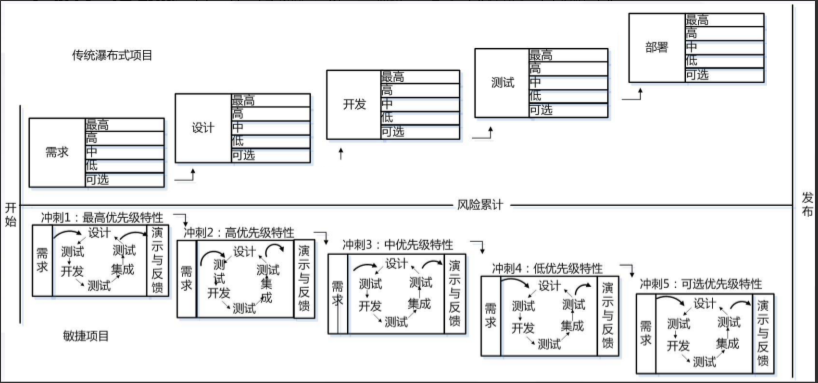 传统瀑布式项目
需求
最高
高
中
低
可选
设计
最高
高
中
低
可选
开发
最高
高
中
低
可选
测试
最高
高
中
低
可选
部署
最高
高
中
低
可选
开始
风险累计
发布
冲刺1：最高优先级特性
需求
设计
测试
开发
测试
集成
测试
演示与反馈
冲刺2：高优先级特性
需求
设计
测试
开发
测试
集成
测试
演示与反馈
冲刺3：中优先级特性
需求
设计
测试
开发
测试
集成
测试
演示与反馈
冲刺4：低优先级特性
需求
设计
测试
开发
测试
集成
测试
演示与反馈
冲刺5：可选优先级特性
需求
设计
测试
开发
测试
集成
测试
演示与反馈
敏捷项目